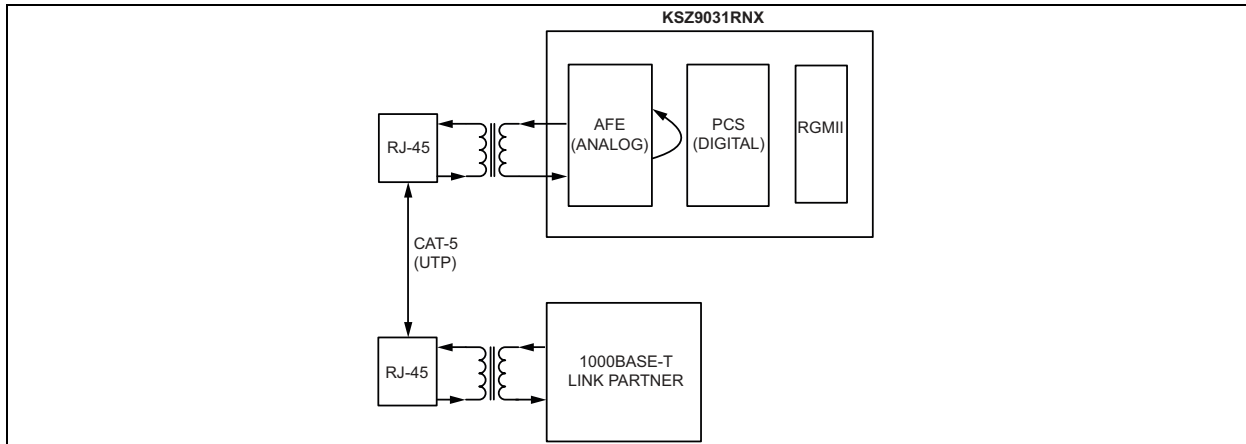 KSZ9031RNX
RJ-45
AFE
(ANALOG)
PCS
(DIGITAL)
RGMII
CAT-5
(UTP)
RJ-45
1000BASE-T
LINK PARTNER